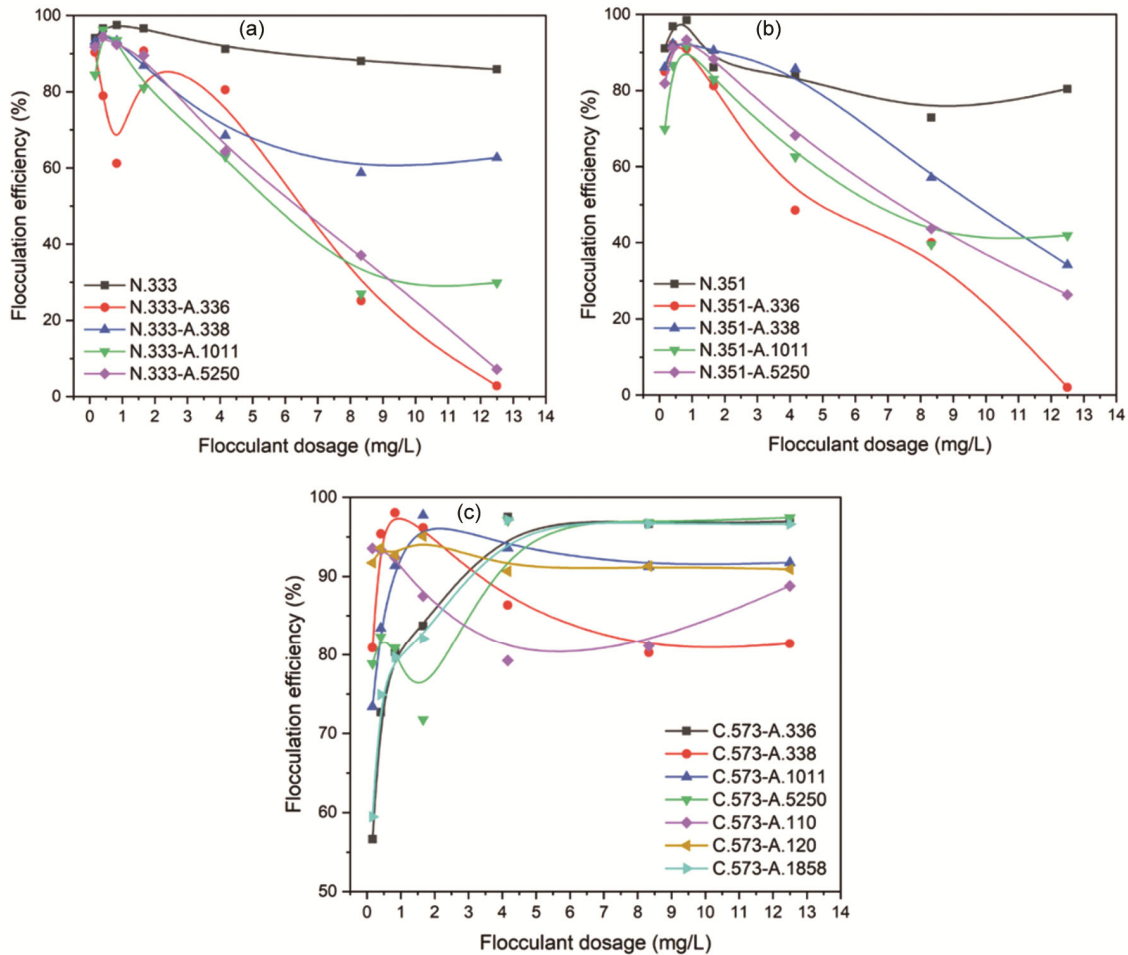 (a)
Flocculation efficiency (%)
100
80
60
40
20
0
N.333
N.333-A.336
N.333-A.338
N.333-A.1011
N.333-A.5250
0 1 2 3 4 5 6 7 8 9 10 11 12 13 14
Flocculant dosage (mg/L)
(b)
Flocculation efficiency (%)
100
80
60
40
20
0
N.351
N.351-A.336
N.351-A.338
N.351-A.1011
N.351-A.5250
0 1 2 3 4 5 6 7 8 9 10 11 12 13 14
Flocculant dosage (mg/L)
(c)
Flocculation efficiency (%)
100
90
80
70
60
50
C.573-A.336
C.573-A.338
C.573-A.1011
C.573-A.5250
C.573-A.110
C.573-A.120
C.573-A.1858
0 1 2 3 4 5 6 7 8 9 10 11 12 13 14
Flocculant dosage (mg/L)